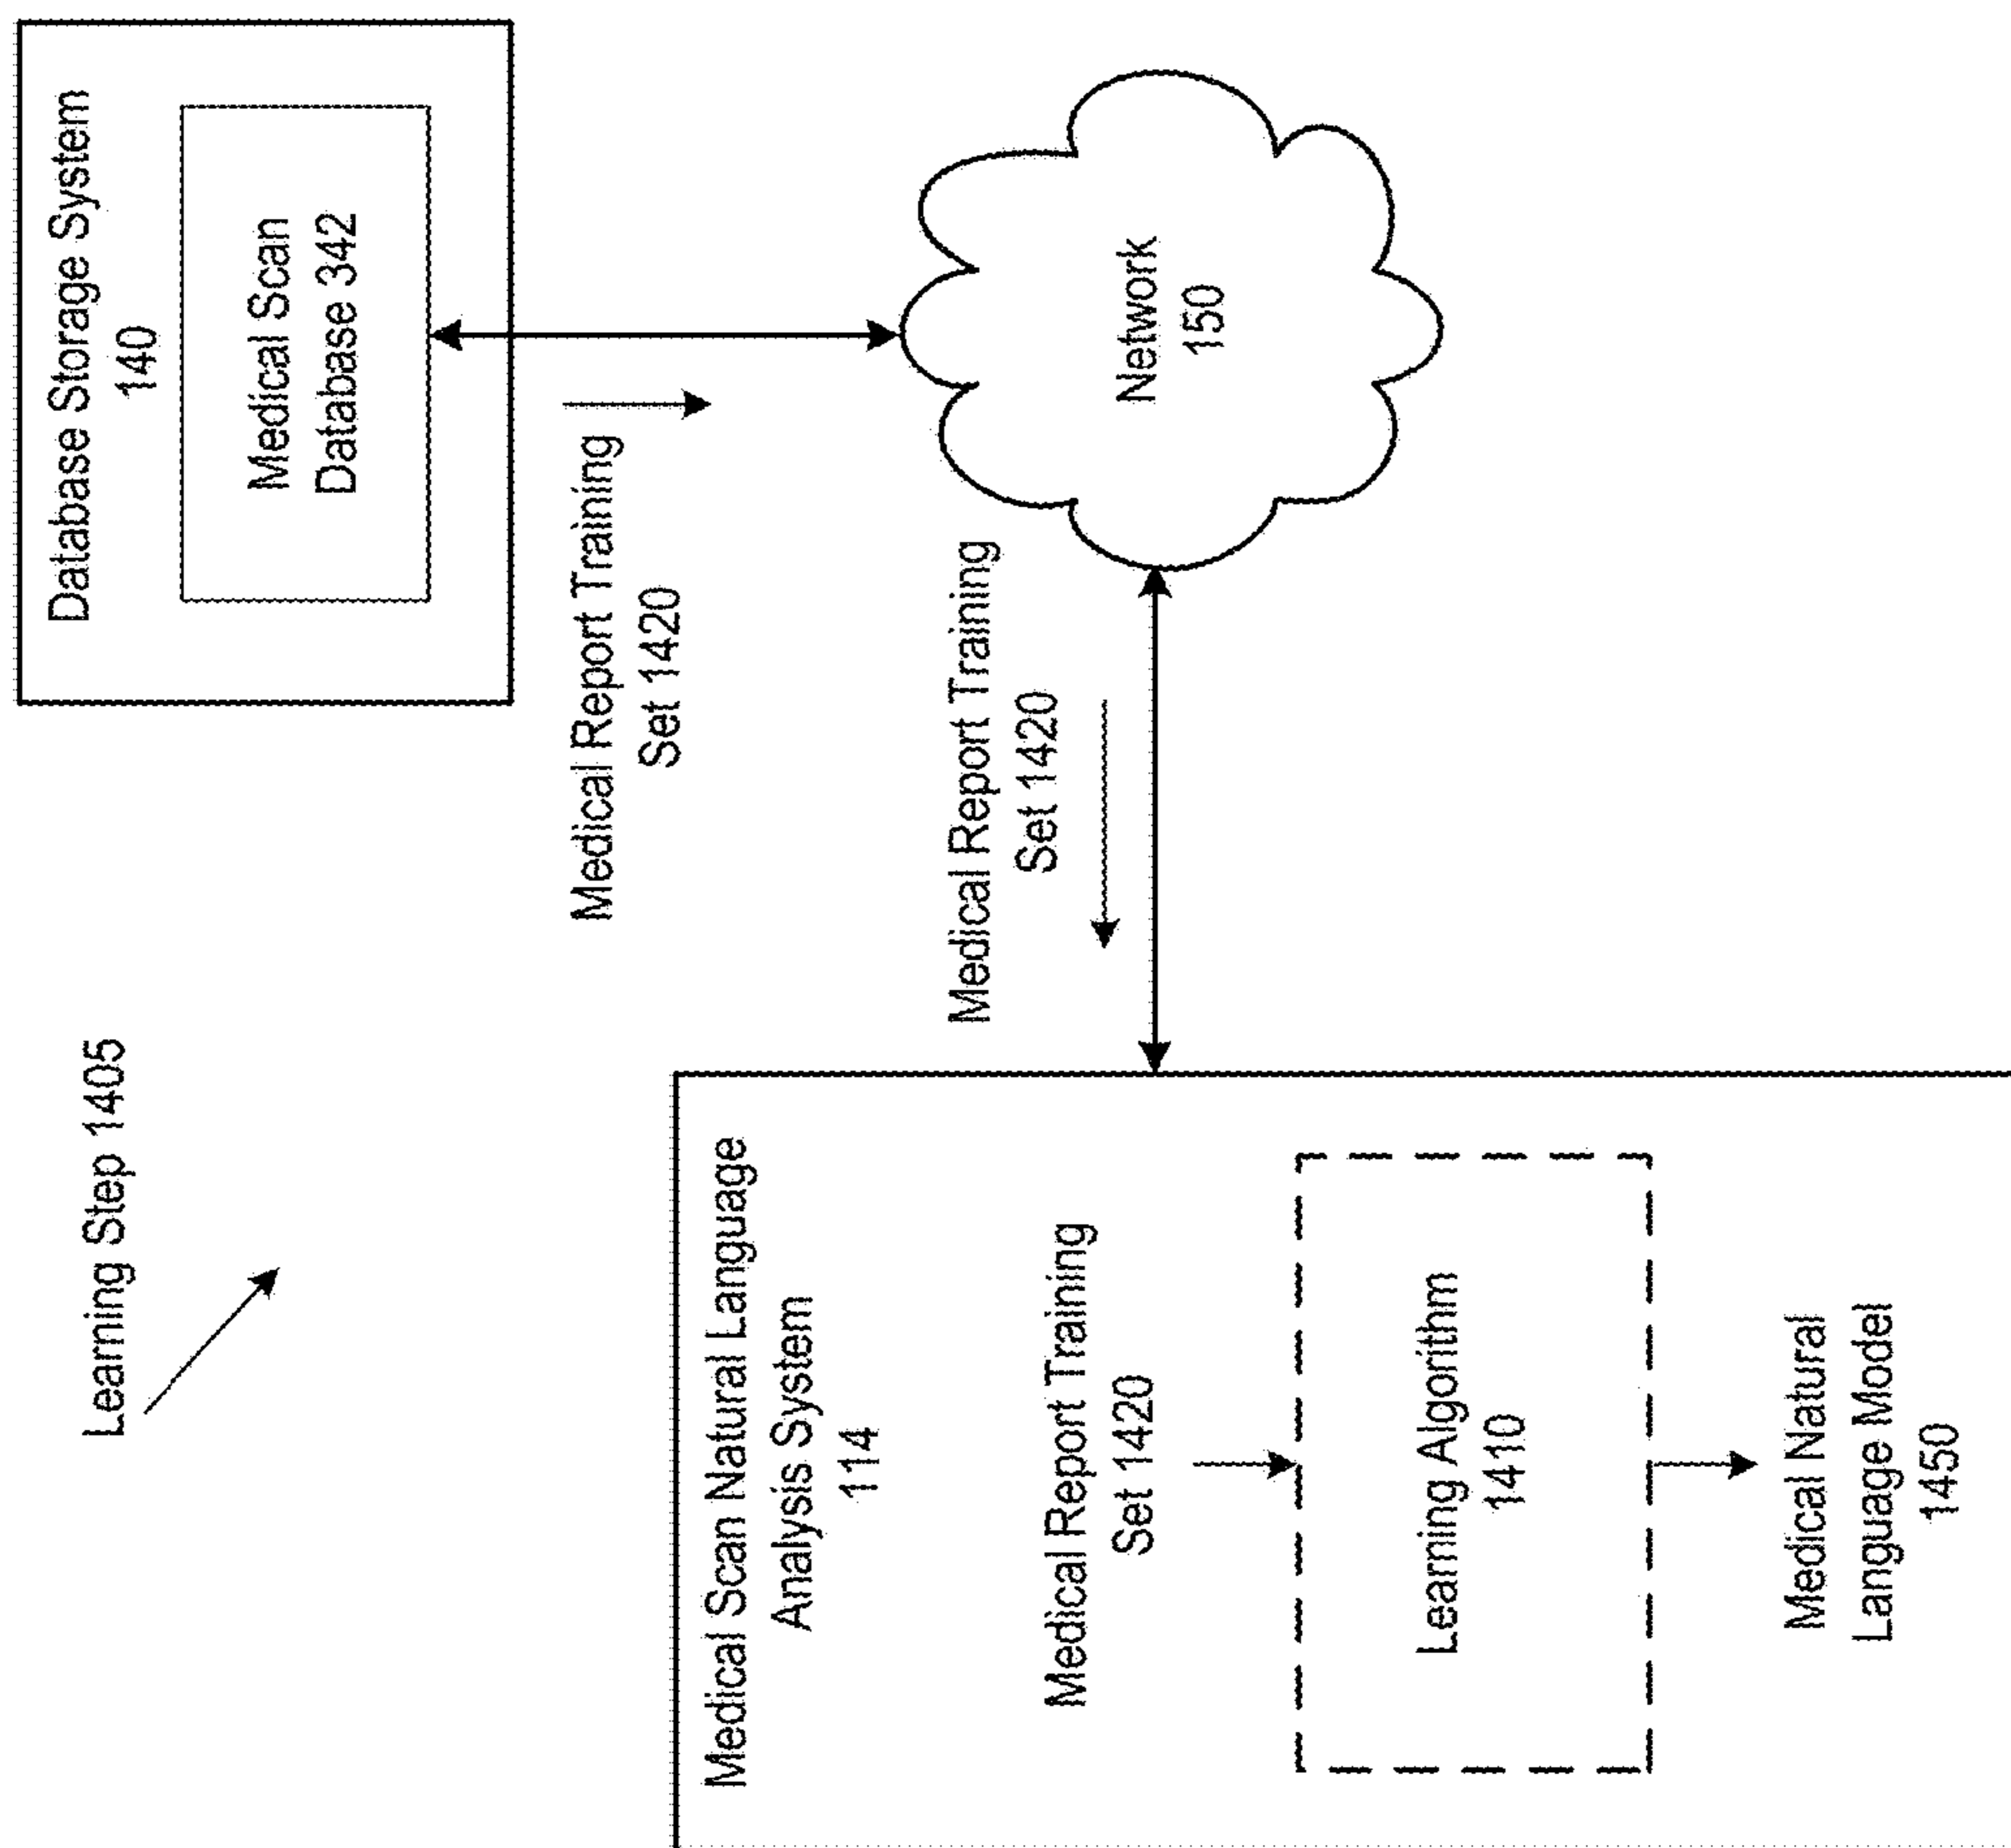 Learning Step 1405
Database Storage System
140
Medical Scan
Database 342
Medical Report Training
Set 1420
Medical Report Training
Set 1420
Network
150
Medical Scan Natural Language
Analysis System
114
Medical Report Training
Set 1420
Learning Algorithm
1410
Medical Natural
Language Model
1450